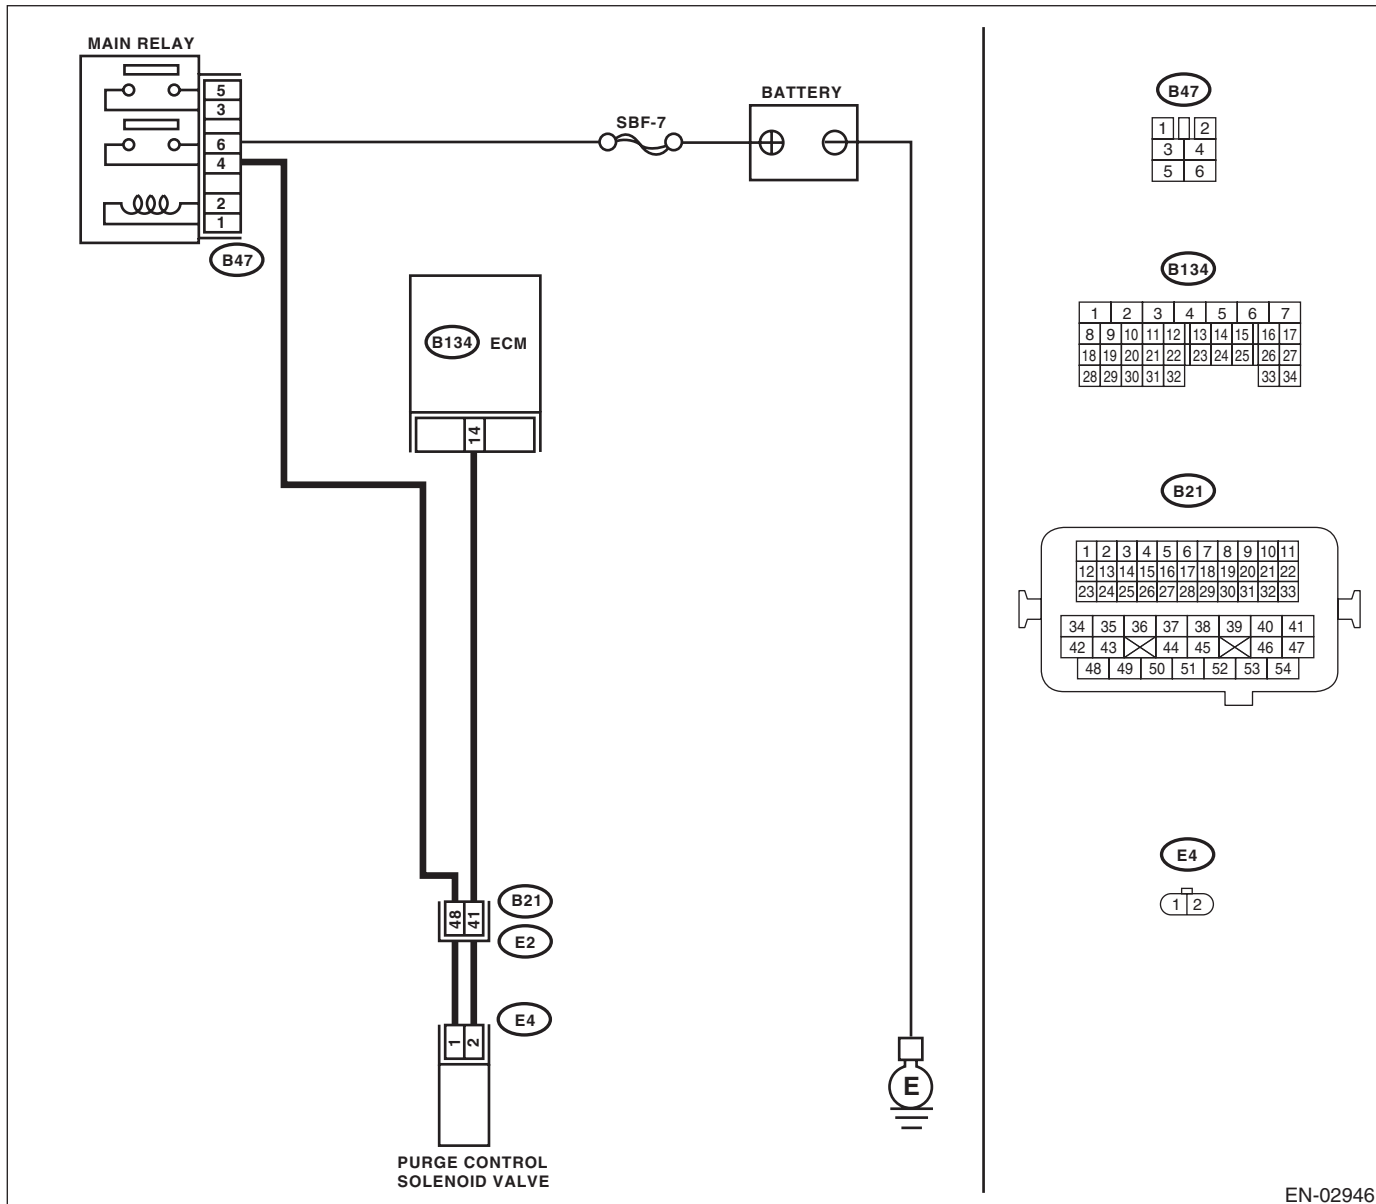 MAIN RELAY
5
3
6
4
2
1
B47
SBF-7
BATTERY
B134 ECM
14
B21
48 41
E2
E4
1 2
PURGE CONTROL
SOLENOID VALVE
E
B47
1 2
3 4
5 6
B134
1 2 3 4 5 6 7
8 9 10 11 12 13 14 15 16 17
18 19 20 21 22 23 24 25 26 27
28 29 30 31 32 33 34
B21
1 2 3 4 5 6 7 8 9 10 11
12 13 14 15 16 17 18 19 20 21 22
23 24 25 26 27 28 29 30 31 32 33
34 35 36 37 38 39 40 41
42 43 44 45 46 47
48 49 50 51 52 53 54
E4
1 2
EN-02946